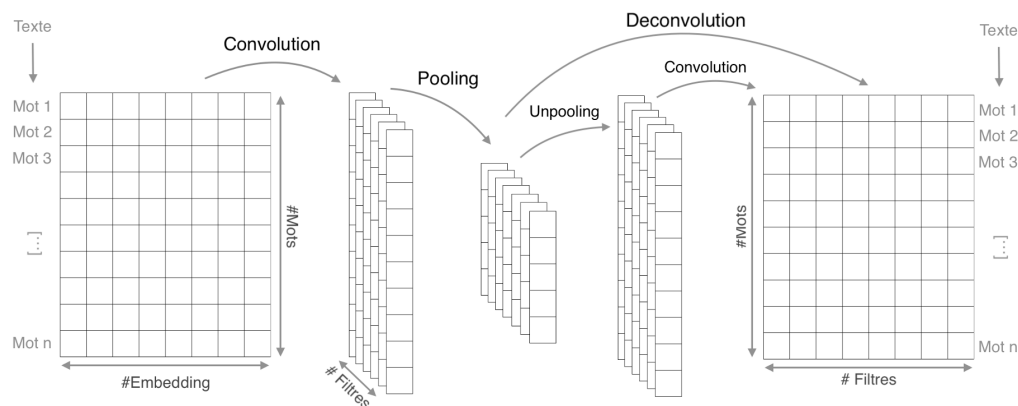 Texte
Mot 1
Mot 2
Mot 3
[...]
Mot n
#Embedding
#Mots
Convolution
# Filtres
Pooling
Unpooling
Deconvolution
Convolution
#Mots
# Filtres
Texte
Mot 1
Mot 2
Mot 3
[...]
Mot n